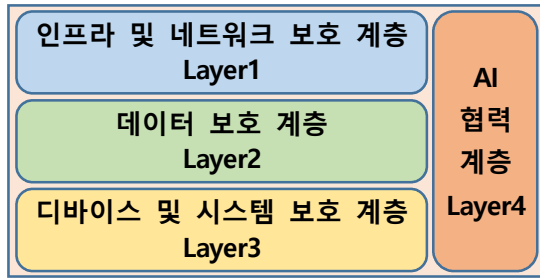 인프라 및 네트워크 보호 계층
Layer1
데이터 보호 계층
Layer2
디바이스 및 시스템 보호 계층
Layer3
AI
협력
계층
Layer4